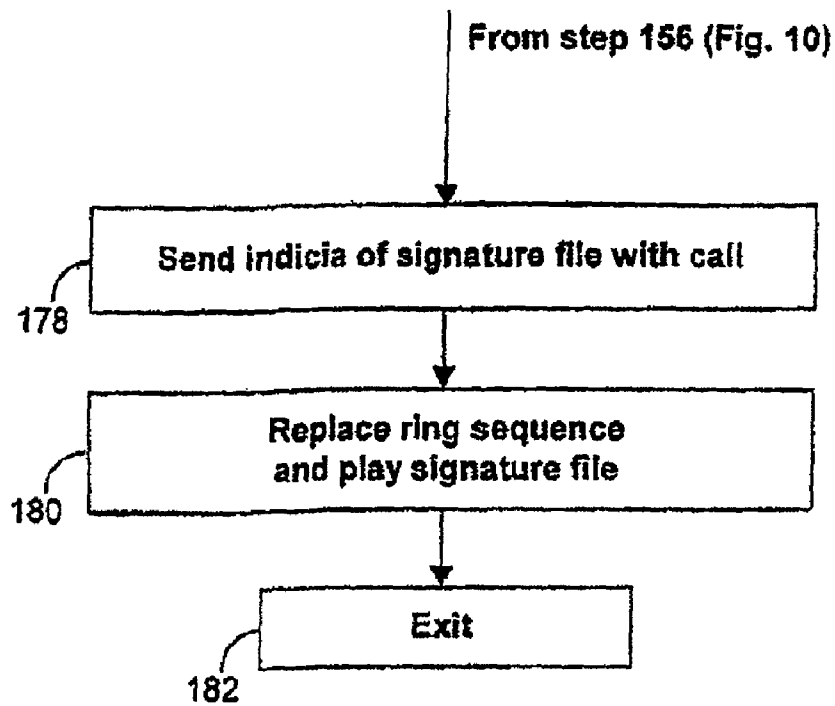 From step 156 (Fig. 10)
Send indicia of signature file with call
178
Replace ring sequence
and play signature file
180
Exit
182